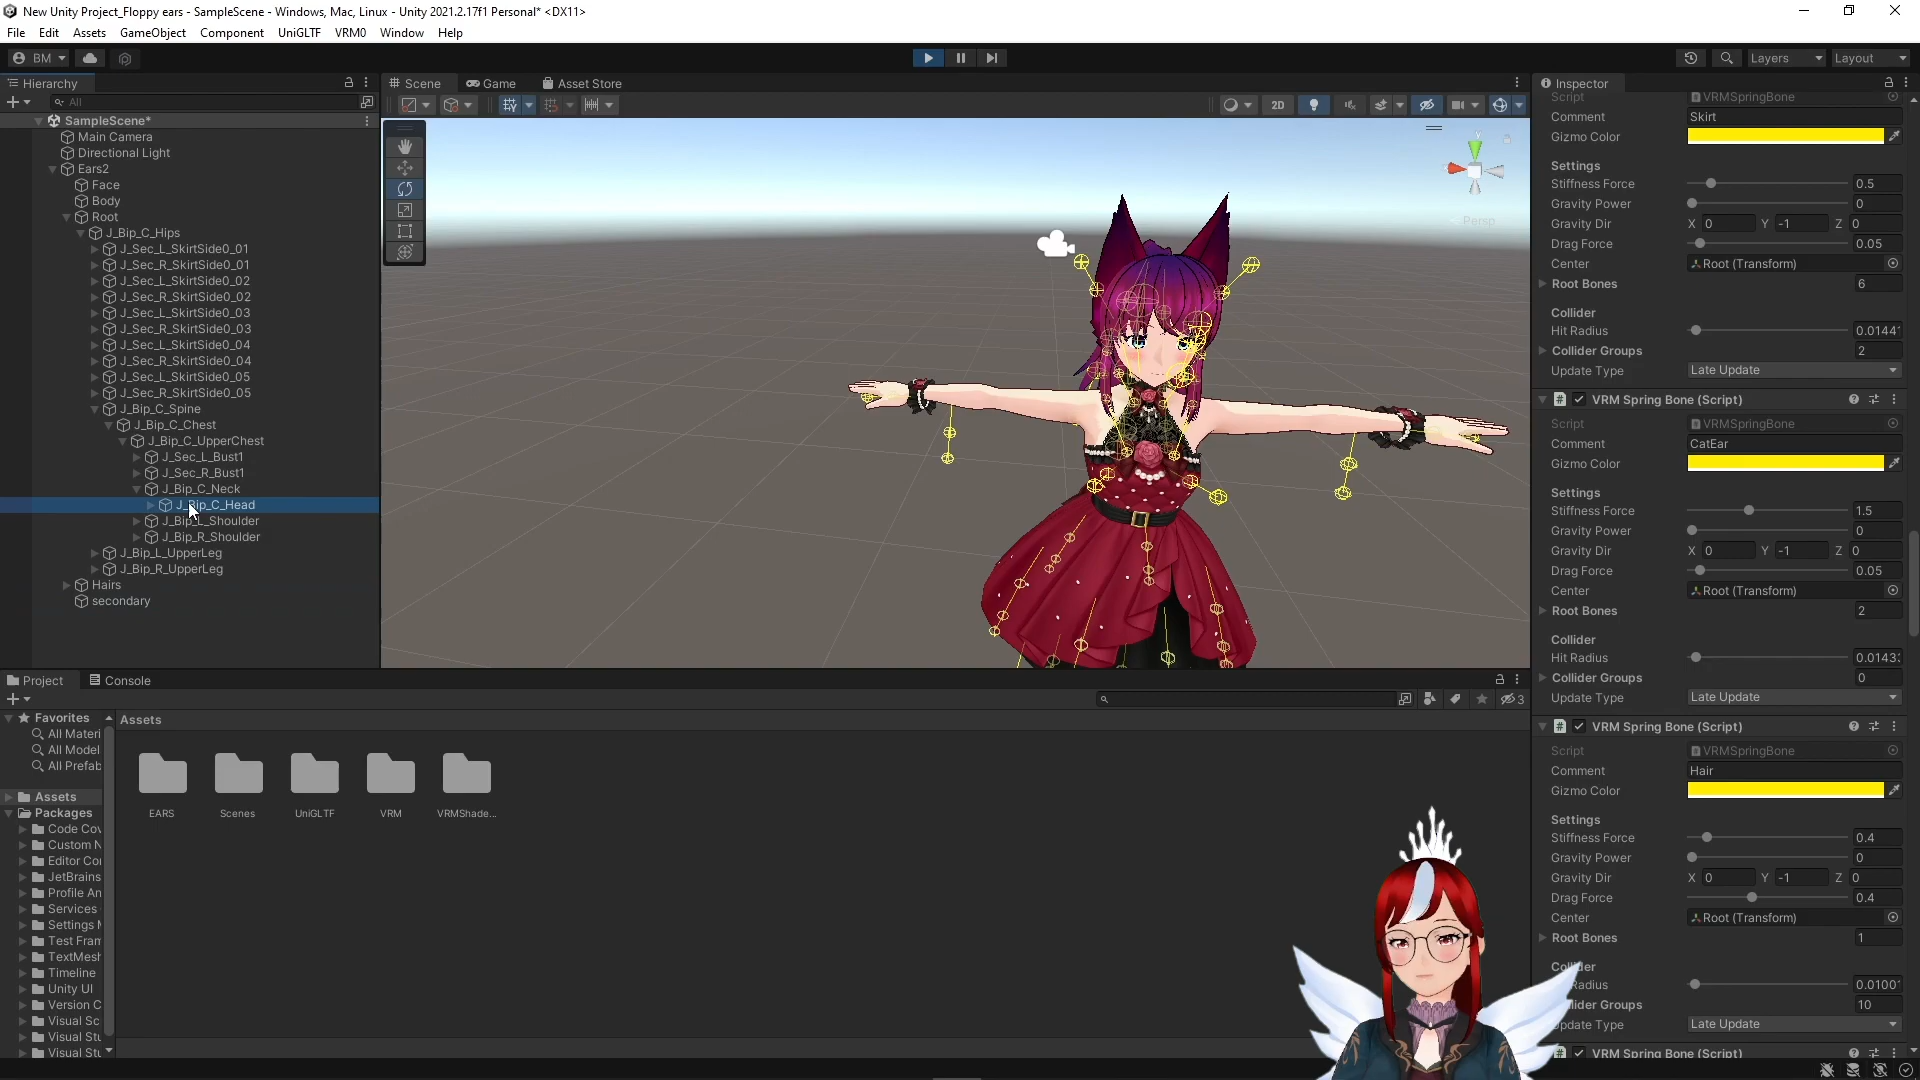 New Unity Project_Floppy ears - SampleScene - Windows, Mac, Linux - Unity 2021.2.17f1 Personal* <DX11>
File Edit Assets GameObject Component UniGLTF VRM0 Window Help
BM
Layers
Layout
Hierarchy
All
SampleScene*
Main Camera
Directional Light
Ears2
Face
Body
Root
J_Bip_C_Hips
J_Sec_L_SkirtSide0_01
J_Sec_R_SkirtSide0_01
J_Sec_L_SkirtSide0_02
J_Sec_R_SkirtSide0_02
J_Sec_L_SkirtSide0_03
J_Sec_R_SkirtSide0_03
J_Sec_L_SkirtSide0_04
J_Sec_R_SkirtSide0_04
J_Sec_L_SkirtSide0_05
J_Sec_R_SkirtSide0_05
J_Bip_C_Spine
J_Bip_C_Chest
J_Bip_C_UpperChest
J_Sec_L_Bust1
J_Sec_R_Bust1
J_Bip_C_Neck
J_Bip_C_Head
J_Bip_L_Shoulder
J_Bip_R_Shoulder
J_Bip_L_UpperLeg
J_Bip_R_UpperLeg
Hairs
secondary
Scene Game Asset Store
2D
y
Persp
Inspector
Script VRMSpringBone
Comment Skirt
Gizmo Color
Settings
Stiffness Force 0.5
Gravity Power 0
Gravity Dir X 0 Y -1 Z 0
Drag Force 0.05
Center Root (Transform)
Root Bones 6
Collider
Hit Radius 0.0144
Collider Groups 2
Update Type Late Update
VRM Spring Bone (Script)
Script VRMSpringBone
Comment CatEar
Gizmo Color
Settings
Stiffness Force 1.5
Gravity Power 0
Gravity Dir X 0 Y -1 Z 0
Drag Force 0.05
Center Root (Transform)
Root Bones 2
Collider
Hit Radius 0.0143
Collider Groups 0
Update Type Late Update
VRM Spring Bone (Script)
Script VRMSpringBone
Comment Hair
Gizmo Color
Settings
Stiffness Force 0.4
Gravity Power 0
Gravity Dir X 0 Y -1 Z 0
Drag Force 0.4
Center Root (Transform)
Root Bones 1
Radius 0.0100
lider Groups 10
pdate Type Late Update
VRM Spring Bone (Script)
Project Console
3
Favorites
All Materi
All Model
All Prefab
Assets
Packages
Code Cov
Custom N
Editor Co
JetBrains
Profile An
Services
Settings M
Test Fram
TextMesh
Timeline
Unity UI
Version C
Visual Sc
Visual Stu
Visual Stu
Assets
EARS Scenes UniGLTF VRM VRMShade...